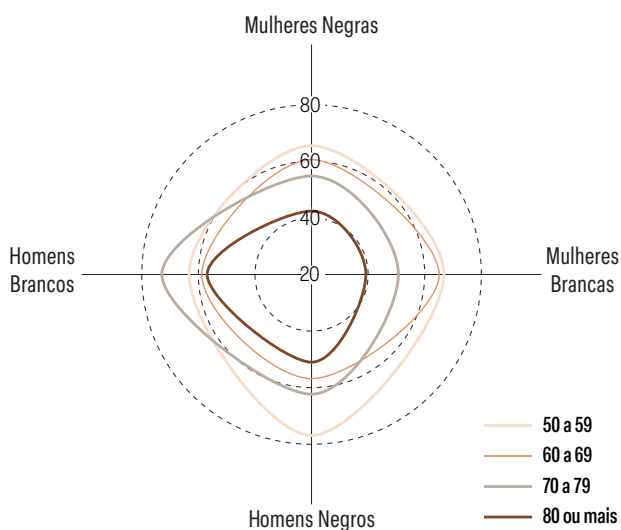 Mulheres Negras
80
60
40
20
Homens
Brancos
Mulheres
Brancas
Homens Negros
50 a 59
60 a 69
70 a 79
80 ou mais